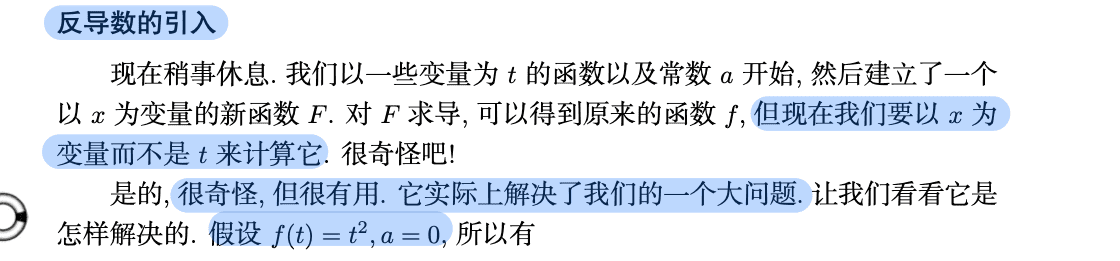 反导数的引入
现在稍事休息. 我们以一些变量为 t 的函数以及常数 a 开始, 然后建立了一个
以 x 为变量的新函数 F. 对 F 求导, 可以得到原来的函数 f, 但现在我们要以 x 为
变量而不是 t 来计算它. 很奇怪吧!
是的, 很奇怪, 但很有用. 它实际上解决了我们的一个大问题. 让我们看看它是
怎样解决的. 假设 f(t) = t², a = 0, 所以有